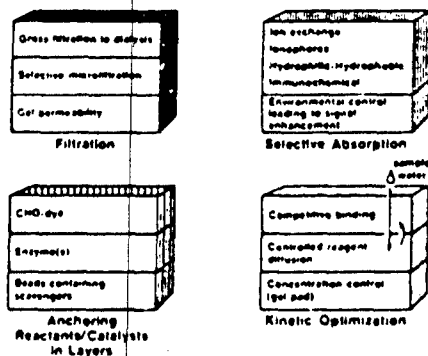 Gross filtration to dialysis
Selective microfiltration
Gel permeability
Filtration
Ion exchange
Ionophores
Hydrophilic-Hydrophobic
Immunochemical
Environmental control
leading to signal
enhancement
Selective Absorption
CHO-dye
Enzyme(s)
Beads containing
scavengers
Anchoring
Reactants/Catalysts
in Layers
sample
water
Competitive binding
Controlled reagent
diffusion
Concentration control
(gel pad)
Kinetic Optimization